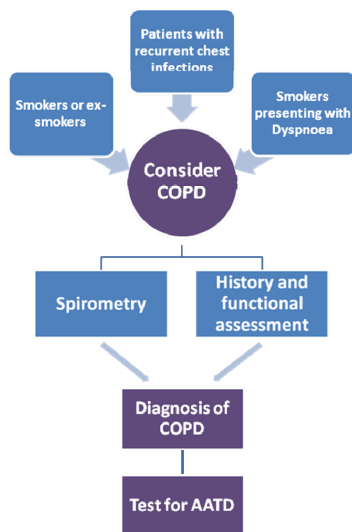 Patients with
recurrent chest
infections
Smokers or ex-
smokers
Smokers
presenting with
Dyspnoea
Consider
COPD
Spirometry
History and
functional
assessment
Diagnosis of
COPD
Test for AATD